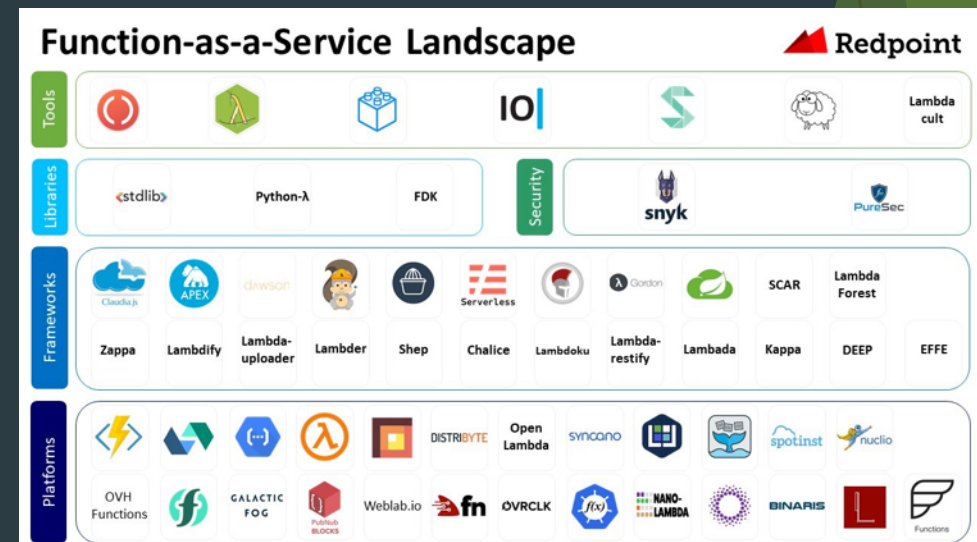 Function-as-a-Service Landscape
Redpoint
Tools
IO
Lambda
cult
Libraries
<stdlib>
Python-λ
FDK
Security
snyk
PureSec
Frameworks
Claudia.js
APEX
dawson
Serverless
λ Gordon
SCAR
Lambda
Forest
Zappa
Lambdify
Lambda-
uploader
Lambder
Shep
Chalice
Lambdoku
Lambda-
restify
Lambada
Kappa
DEEP
EFFE
Platforms
λ
DISTRIBYTE
Open
Lambda
syncano
spotinst
nuclio
OVH
Functions
GALACTIC
FOG
PubNub
BLOCKS
Weblab.io
fn
ØVRCLK
f(x)
NANO-
LAMBDA
BINARIS
L
Functions